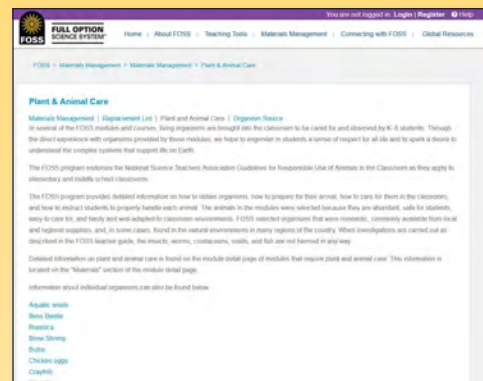 You are not logged in. Login | Register Help
FOSS
FULL OPTION
SCIENCE SYSTEM
Home | About FOSS | Teaching Tools | Materials Management | Connecting with FOSS | Global Resources
FOSS > Materials Management > Materials Management > Plant & Animal Care
Plant & Animal Care
Materials Management | Replacement List | Plant and Animal Care | Organism Source
In several of the FOSS modules and courses, living organisms are brought into the classroom to be cared for and observed by K–8 students. Through
the direct experience with organisms provided by these modules, we hope to engender in students a sense of respect for all life and to spark a desire to
understand the complex systems that support life on Earth.
The FOSS program endorses the National Science Teachers Association Guidelines for Responsible Use of Animals in the Classroom as they apply to
elementary and middle school classrooms.
The FOSS program provides detailed information on how to obtain organisms, how to prepare for their arrival, how to care for them in the classroom,
and how to instruct students to properly handle each animal. The animals in the modules were selected because they are abundant, safe for students,
easy to care for, and hardy and well-adapted to classroom environments. FOSS selected organisms that were nonexotic, commonly available from local
and regional suppliers, and, in some cases, found in the natural environments in many regions of the country. When investigations are carried out as
described in the FOSS teacher guide, the insects, worms, crustaceans, snails, and fish are not harmed in any way.
Detailed information on plant and animal care is found on the module detail page of modules that require plant and animal care. This information is
located on the "Materials" section of the module detail page.
Information about individual organisms can also be found below.
Aquatic snails
Bess Beetle
Brassica
Brine Shrimp
Bulbs
Chicken eggs
Crayfish